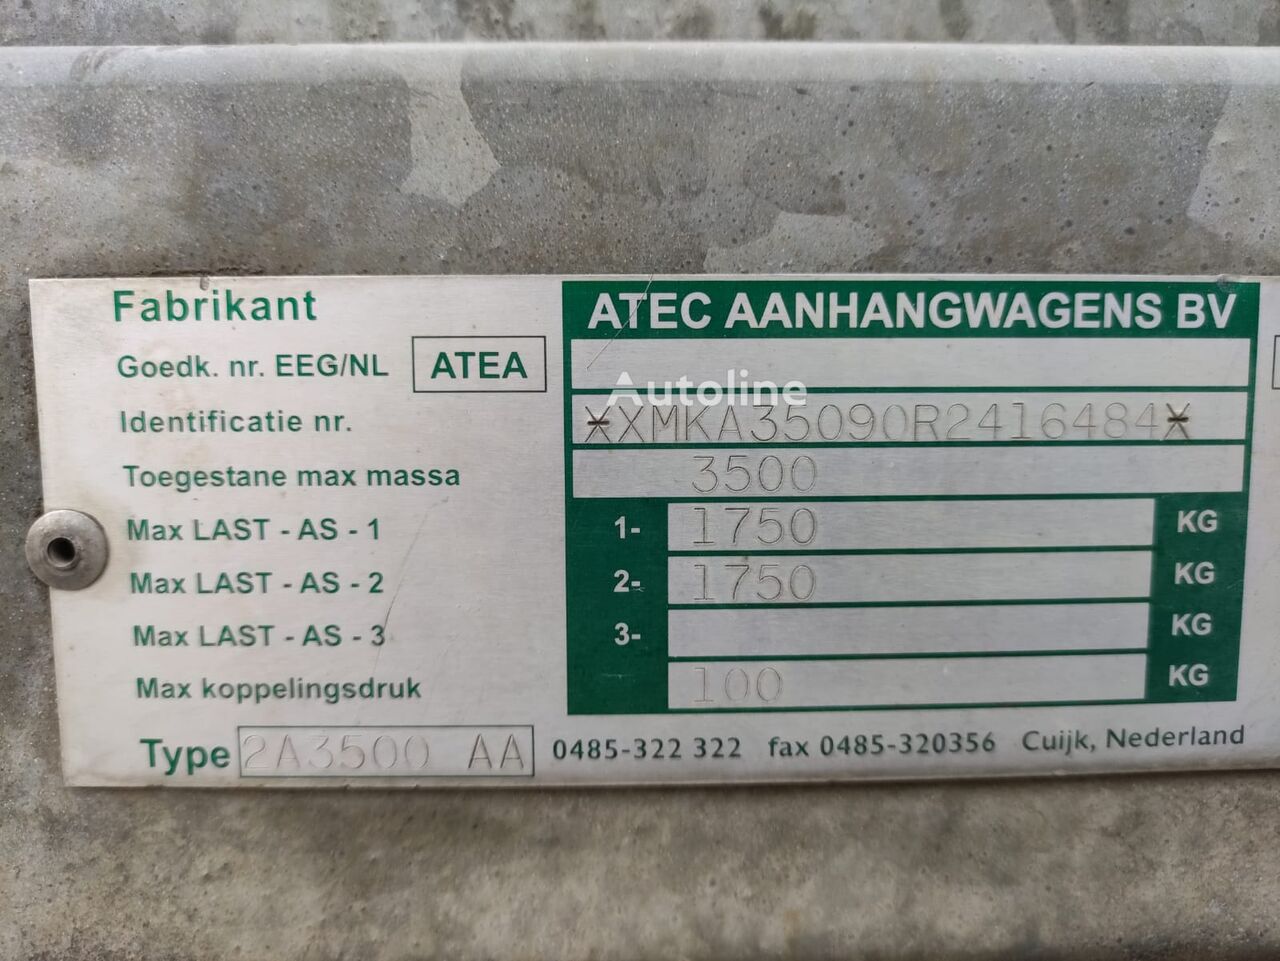 Fabrikant ATEC AANHANGWAGENS BV
Goedk. nr. EEG/NL ATEA
Autoline
Identificatie nr. *XMKA35090R2416484*
Toegestane max massa 3500
Max LAST - AS - 1 1- 1750 KG
Max LAST - AS - 2 2- 1750 KG
Max LAST - AS - 3 3- KG
Max koppelingsdruk 100 KG
Type 2A3500 AA 0485-322 322 fax 0485-320356 Cuijk, Nederland